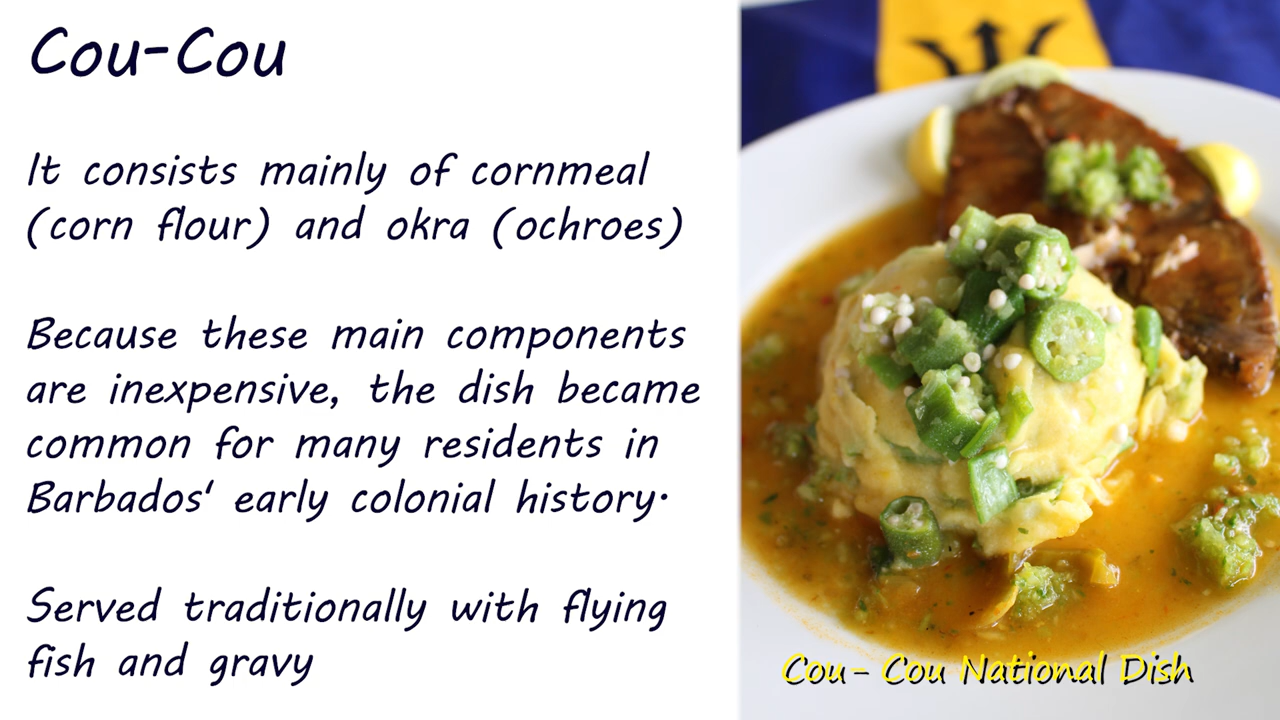 Cou-Cou
It consists mainly of cornmeal
(corn flour) and okra (ochroes)
Because these main components
are inexpensive, the dish became
common for many residents in
Barbados' early colonial history.
Served traditionally with flying
fish and gravy
Cou- Cou National Dish